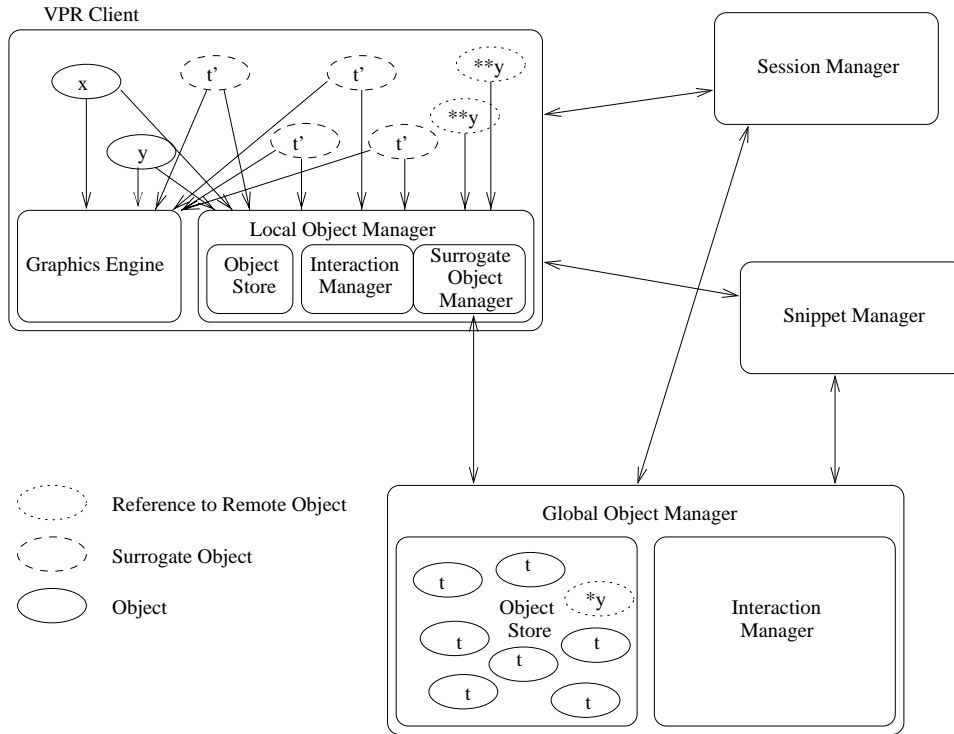 VPR Client
x
t'
t'
**y
**y
y
t'
t'
Graphics Engine
Local Object Manager
Object
Store
Interaction
Manager
Surrogate
Object
Manager
Session Manager
Snippet Manager
Reference to Remote Object
Surrogate Object
Object
Global Object Manager
t
t
*y
Object
Store
t
t
t
t
t
Interaction
Manager